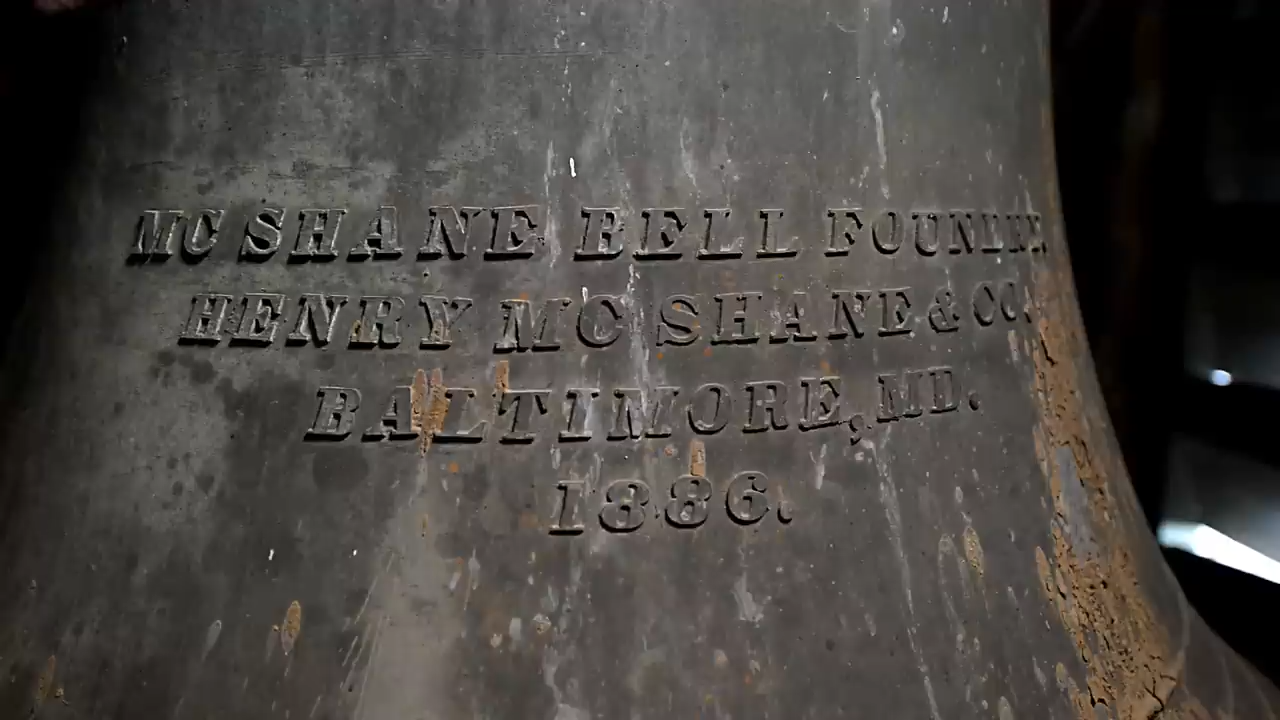 MC SHANE BELL FOUNDRY.
HENRY MC SHANE & CO.
BALTIMORE, MD.
1886.